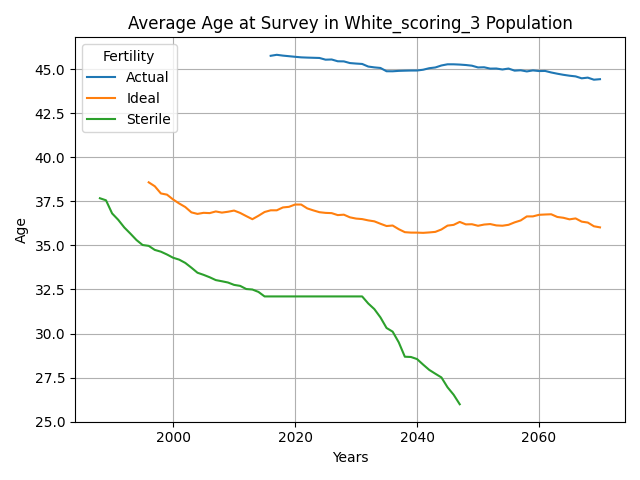 Average Age at Survey in White_scoring_3 Population
Fertility
Actual
Ideal
Sterile
45.0
42.5
40.0
37.5
35.0
32.5
30.0
27.5
25.0
Age
2000
2020
2040
2060
Years